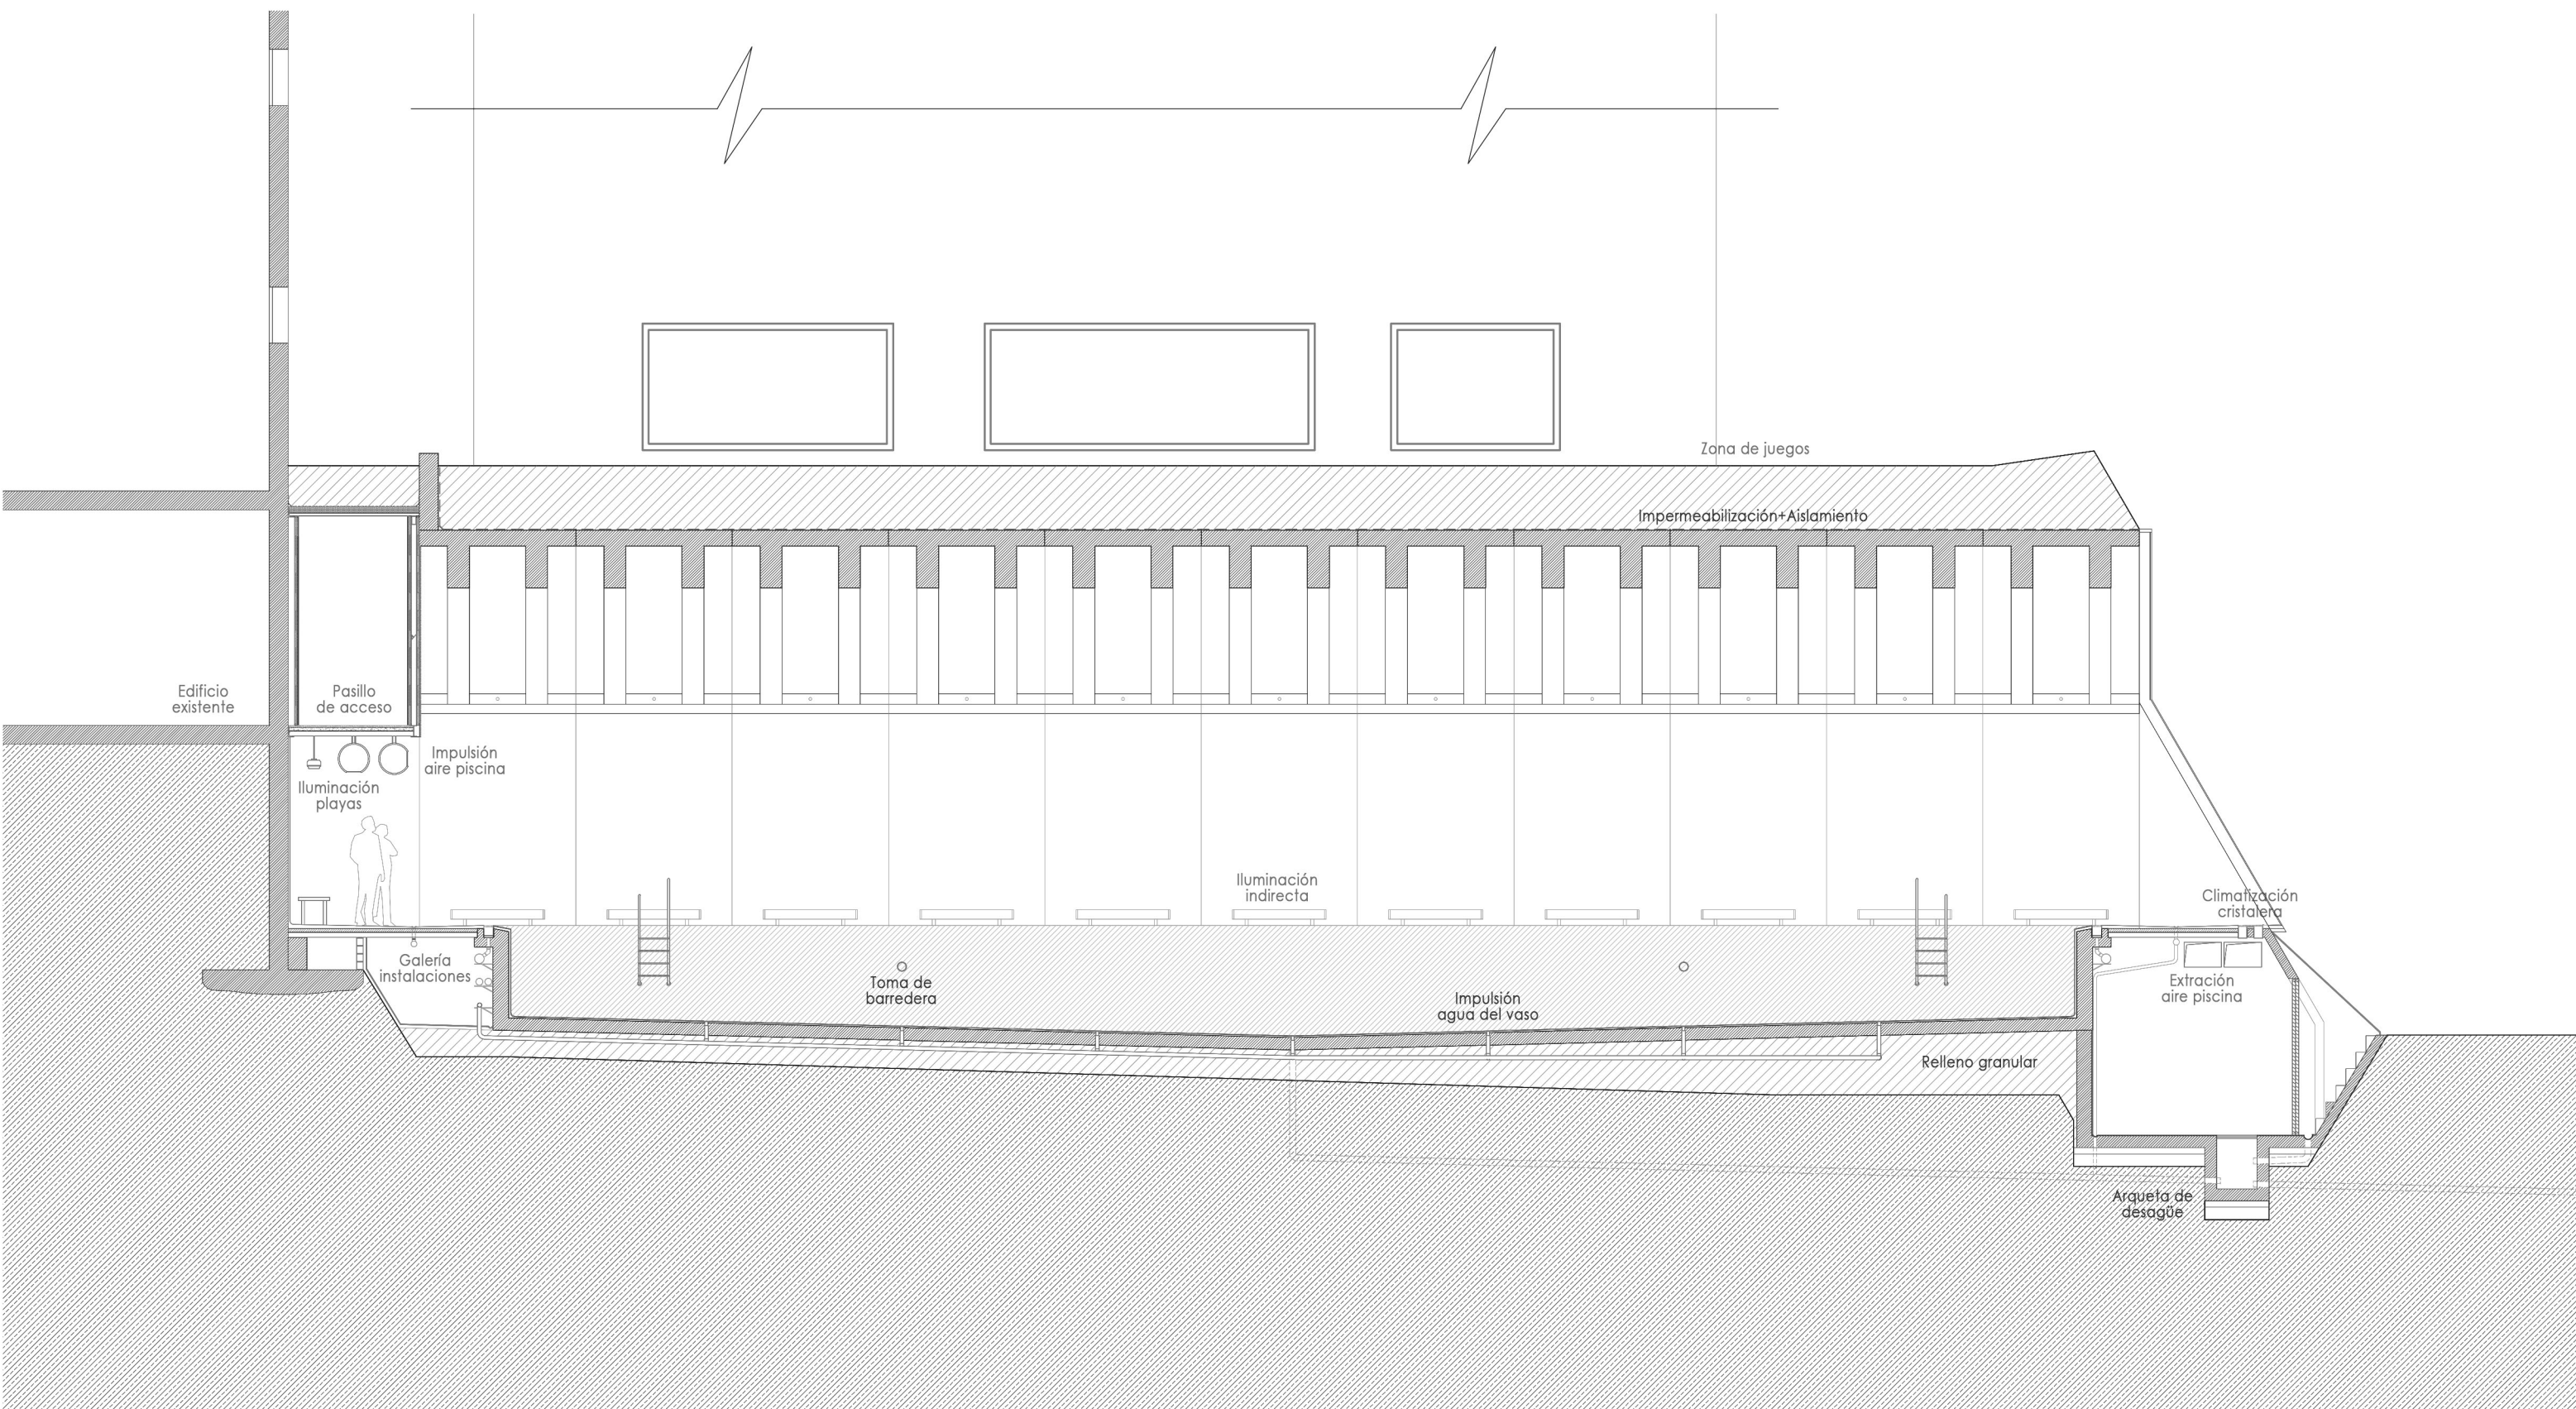 Zona de juegos
Impermeabilización+Aislamiento
Edificio
existente
Pasillo
de acceso
Impulsión
aire piscina
Iluminación
playas
Iluminación
indirecta
Climatización
cristalera
Galería
instalaciones
Toma de
barredera
Impulsión
agua del vaso
Extracción
aire piscina
Relleno granular
Arqueta de
desagüe